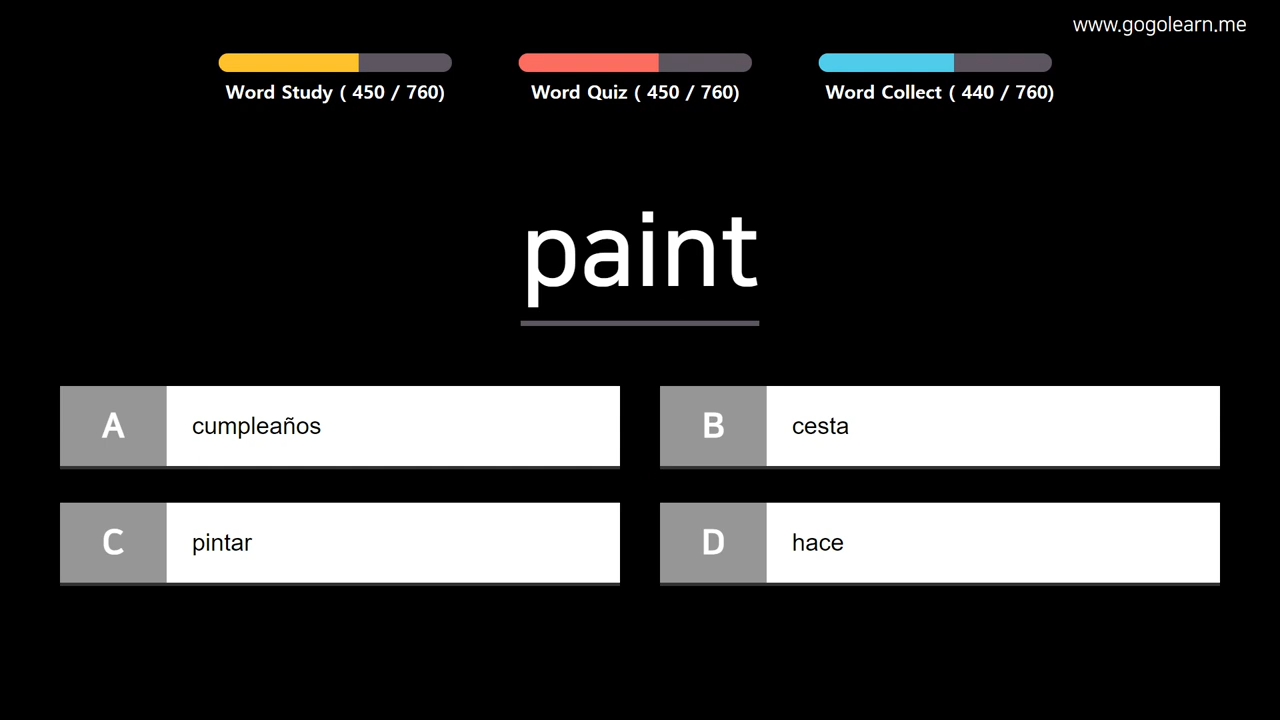 www.gogolearn.me
Word Study ( 450 / 760)
Word Quiz ( 450 / 760)
Word Collect ( 440 / 760)
paint
A cumpleaños
B cesta
C pintar
D hace